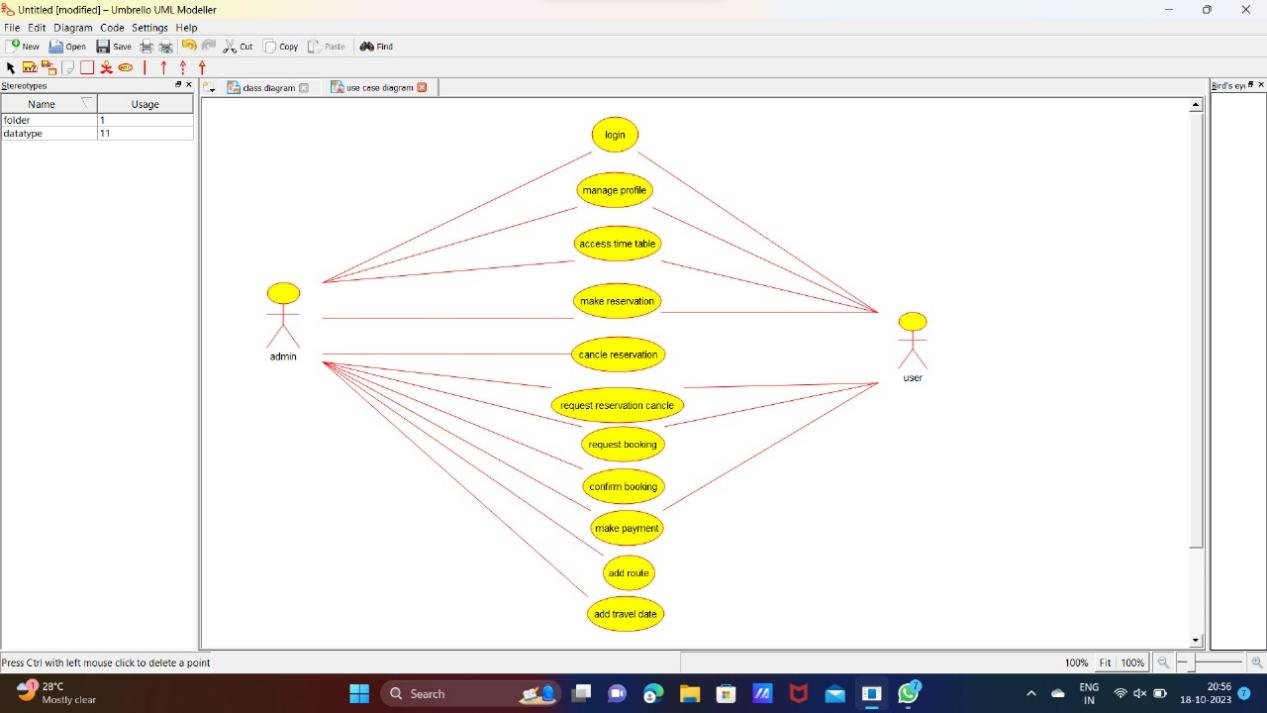 Untitled [modified] – Umbrello UML Modeller
File Edit Diagram Code Settings Help
New Open Save Cut Copy Paste Find
Stereotypes
class diagram
use case diagram
Bird's eye
Name Usage
folder 1
datatype 11
login
manage profile
access time table
make reservation
cancle reservation
request reservation cancle
request booking
confirm booking
make payment
add route
add travel date
admin
user
Press Ctrl with left mouse click to delete a point
100% Fit 100%
1
28°C
Mostly clear
Search
7
ENG
IN
20:56
18-10-2023
7